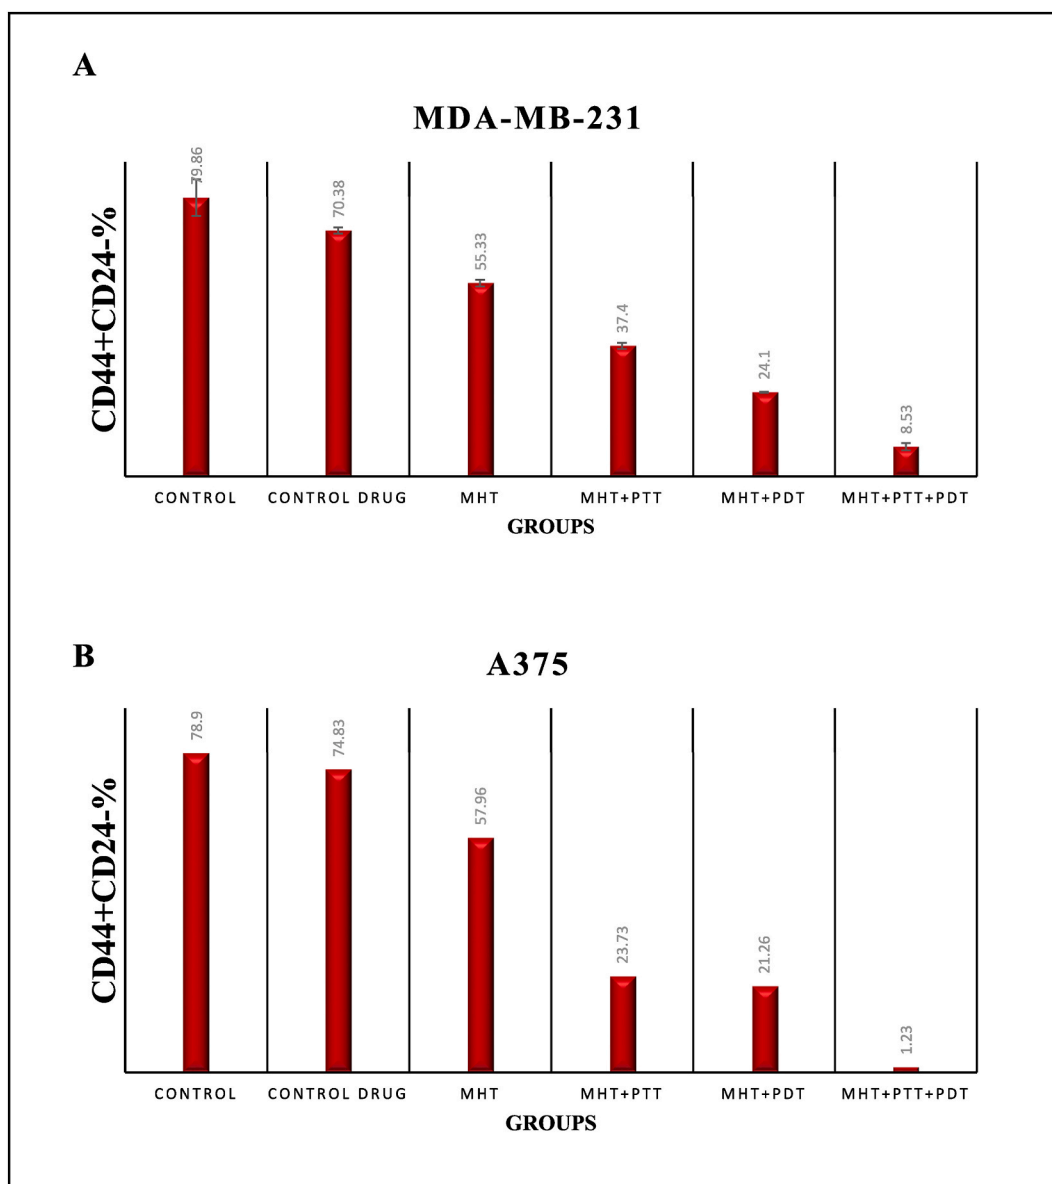 A
MDA-MB-231
CD44+CD24-%
79.86
70.38
55.33
37.4
24.1
8.53
CONTROL CONTROL DRUG MHT MHT+PTT MHT+PDT MHT+PTT+PDT
GROUPS
B
A375
CD44+CD24-%
78.9
74.83
57.96
23.73
21.26
1.23
CONTROL CONTROL DRUG MHT MHT+PTT MHT+PDT MHT+PTT+PDT
GROUPS